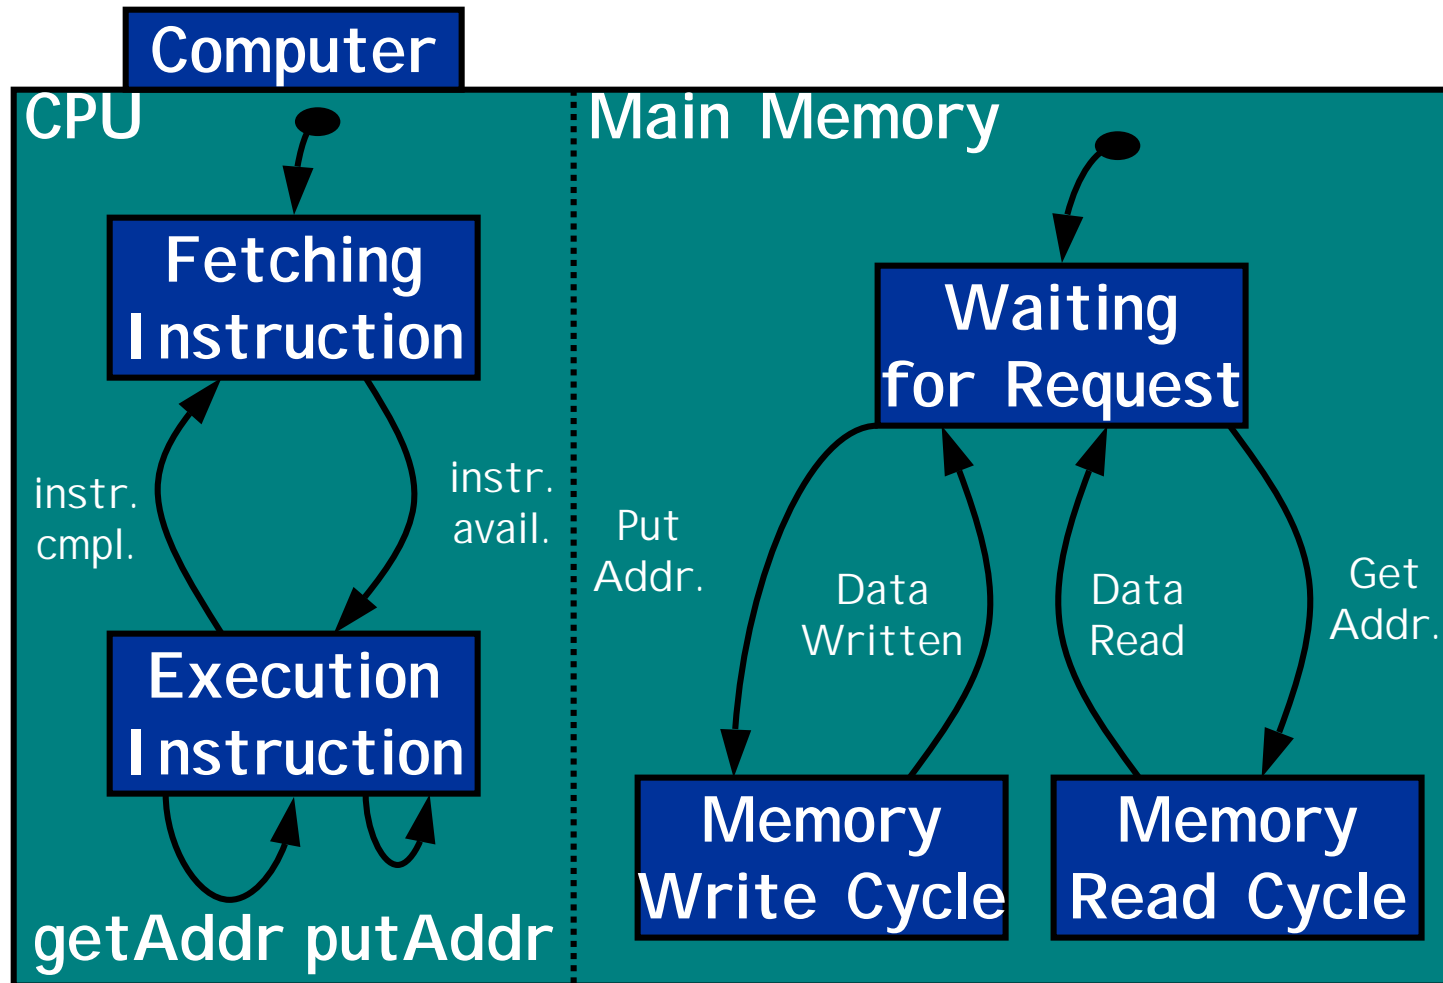 Computer
CPU
Fetching
Instruction
instr.
cmpl.
instr.
avail.
Execution
Instruction
getAddr putAddr
Main Memory
Waiting
for Request
Put
Addr.
Data
Written
Data
Read
Get
Addr.
Memory
Write Cycle
Memory
Read Cycle